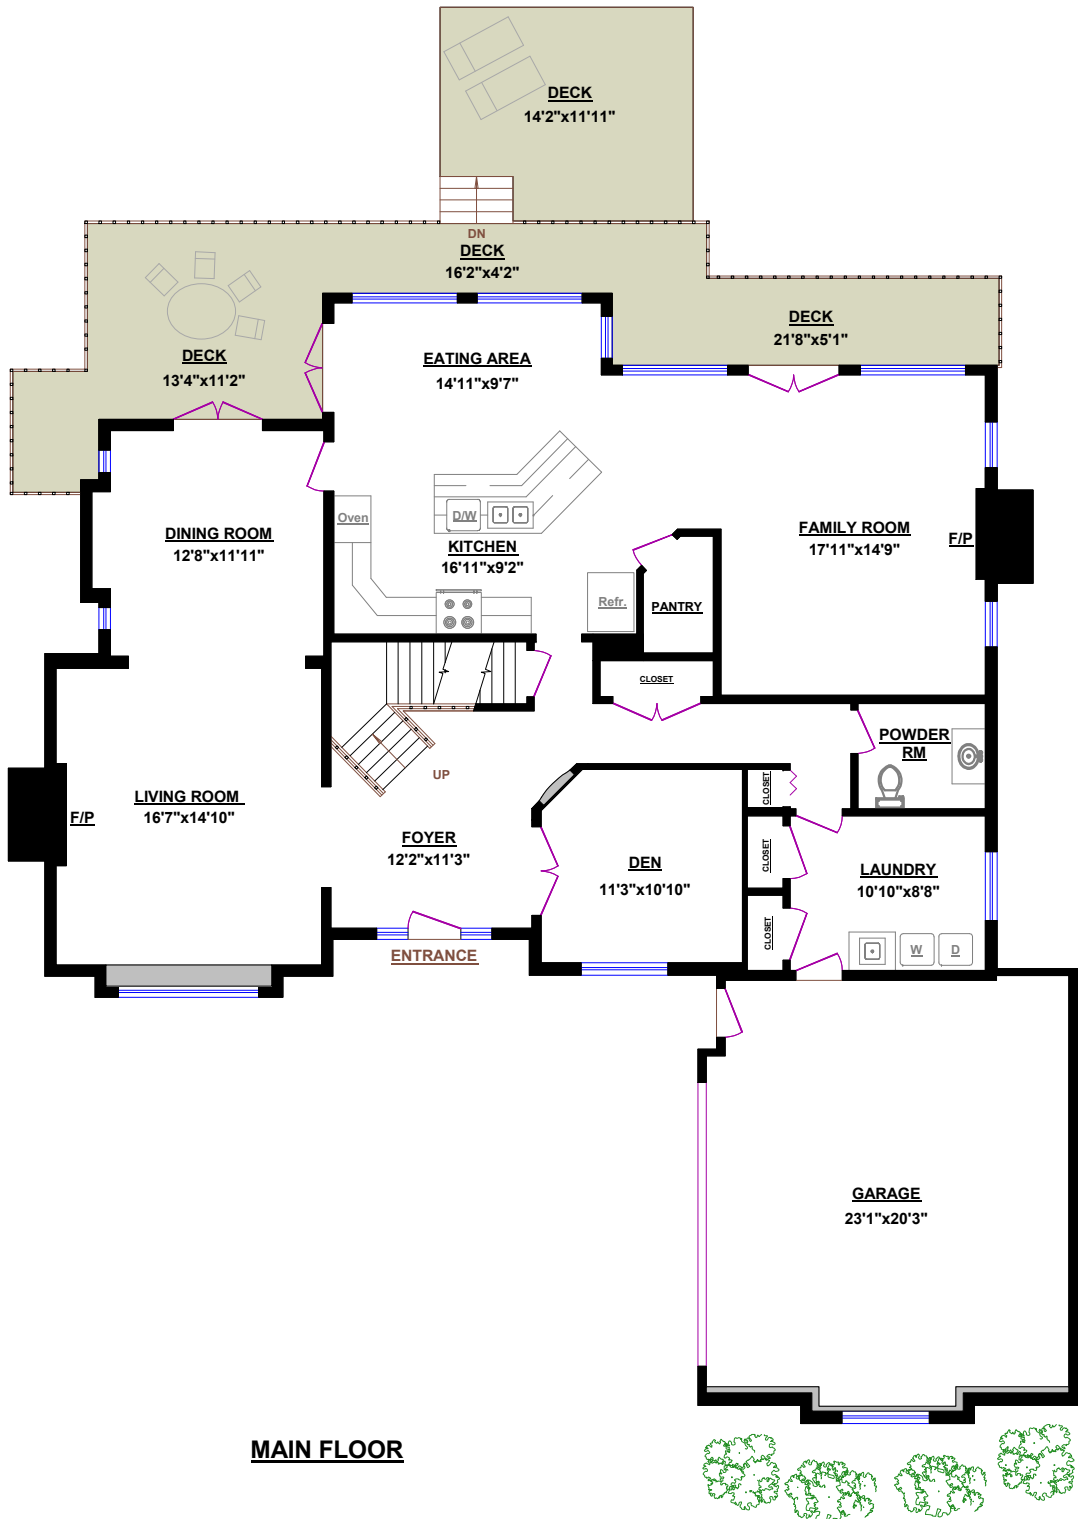 DECK
14'2"x11'11"
DN
DECK
16'2"x4'2"
DECK
21'8"x5'1"
DECK
13'4"x11'2"
EATING AREA
14'11"x9'7"
Oven
D/W
DINING ROOM
12'8"x11'11"
KITCHEN
16'11"x9'2"
FAMILY ROOM
17'11"x14'9"
F/P
Refr.
PANTRY
CLOSET
POWDER
RM
UP
LIVING ROOM
16'7"x14'10"
F/P
FOYER
12'2"x11'3"
CLOSET
DEN
11'3"x10'10"
CLOSET
LAUNDRY
10'10"x8'8"
CLOSET
W
D
ENTRANCE
GARAGE
23'1"x20'3"
MAIN FLOOR